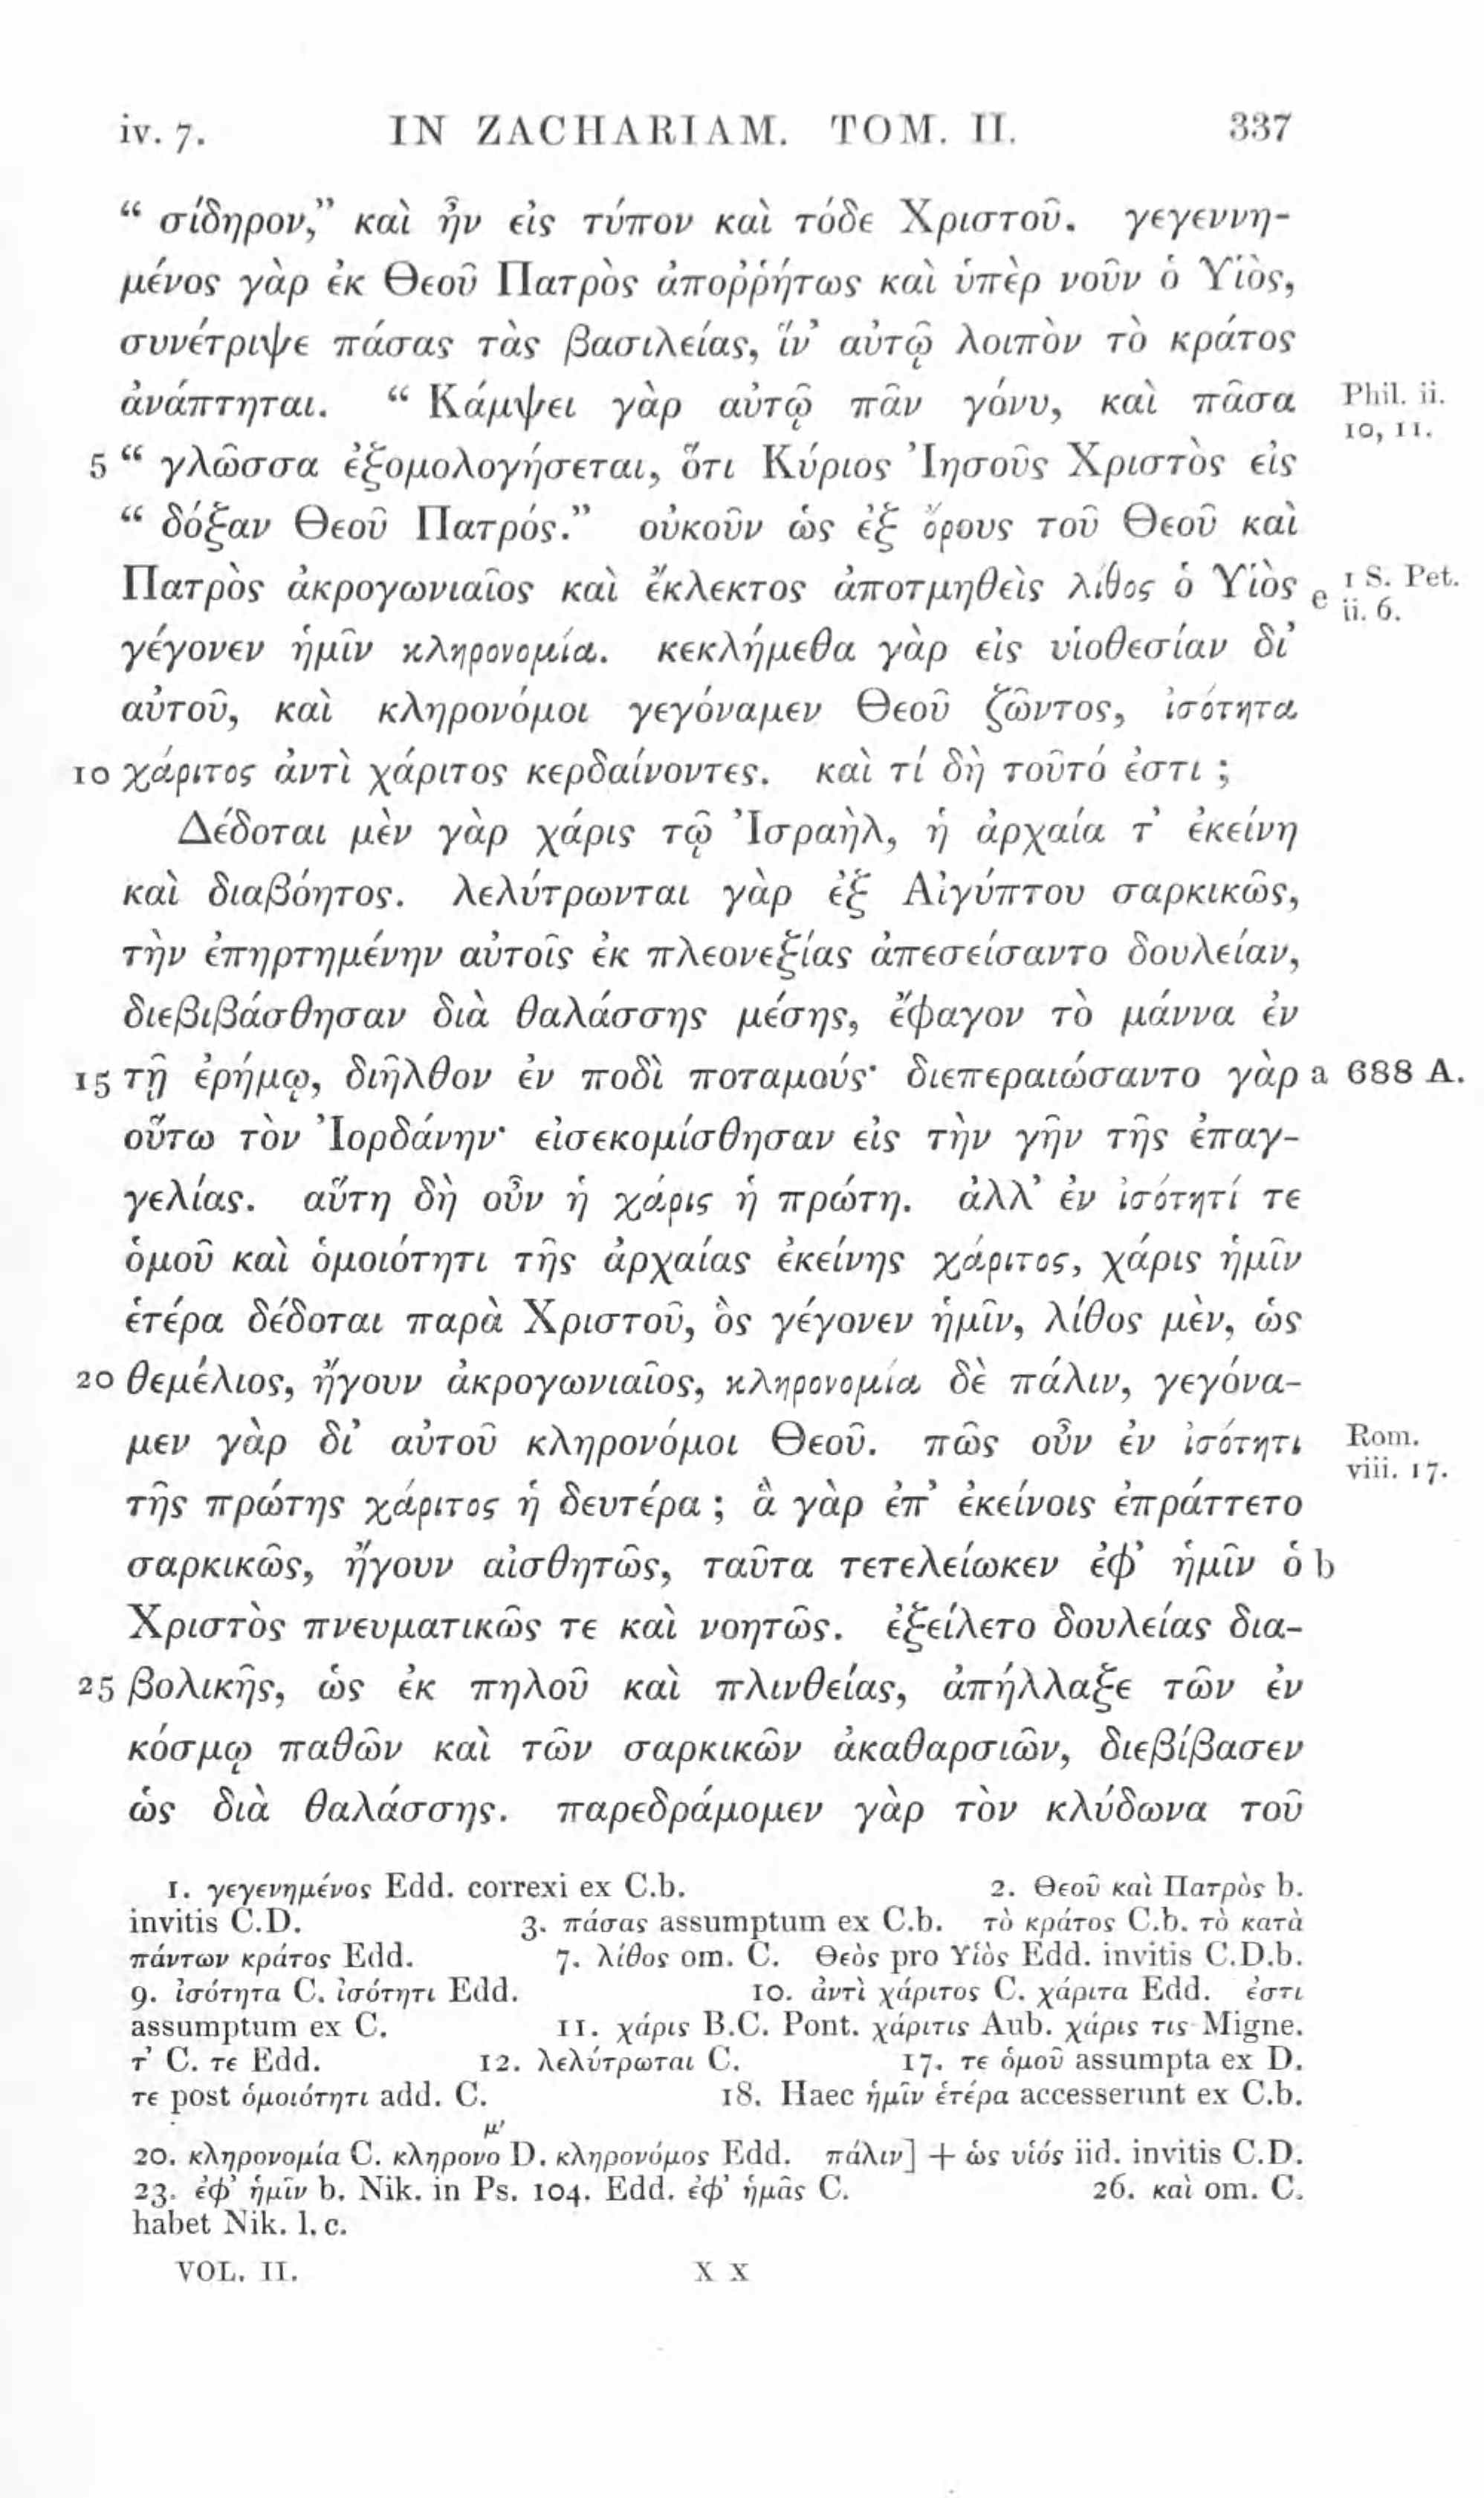 iv. 7. IN ZACHARIAM. TOM. II. 337
“ σίδηρον,” καὶ ἦν εἰς τύπον καὶ τόδε Χριστοῦ. γεγεννη-
μένος γὰρ ἐκ Θεοῦ Πατρὸς ἀποῤῥήτως καὶ ὑπὲρ νοῦν ὁ Υἱὸς,
συνέτριψε πάσας τὰς βασιλείας, ἵν’ αὐτῷ λοιπὸν τὸ κράτος
ἀνάπτηται. “ Κάμψει γὰρ αὐτῷ πᾶν γόνυ, καὶ πᾶσα Phil. ii. 10, 11.
5 “ γλῶσσα ἐξομολογήσεται, ὅτι Κύριος Ἰησοῦς Χριστὸς εἰς
“ δόξαν Θεοῦ Πατρός.” οὐκοῦν ὡς ἐξ ὄρους τοῦ Θεοῦ καὶ
Πατρὸς ἀκρογωνιαῖος καὶ ἔκλεκτος ἀποτμηθεὶς λίθος ὁ Υἱὸς e 1 S. Pet. ii. 6.
γέγονεν ἡμῖν κληρονομία. κεκλήμεθα γὰρ εἰς υἱοθεσίαν δι’
αὐτοῦ, καὶ κληρονόμοι γεγόναμεν Θεοῦ ζῶντος, ἰσότητα
10 χάριτος ἀντὶ χάριτος κερδαίνοντες. καὶ τί δὴ τοῦτό ἐστι ;
Δέδοται μὲν γὰρ χάρις τῷ Ἰσραὴλ, ἡ ἀρχαία τ’ ἐκείνη
καὶ διαβόητος. λελύτρωνται γὰρ ἐξ Αἰγύπτου σαρκικῶς,
τὴν ἐπηρτημένην αὐτοῖς ἐκ πλεονεξίας ἀπεσείσαντο δουλείαν,
διεβιβάσθησαν διὰ θαλάσσης μέσης, ἔφαγον τὸ μάννα ἐν
15 τῇ ἐρήμῳ, διῆλθον ἐν ποδὶ ποταμούς· διεπεραιώσαντο γὰρ a 688 A.
οὕτω τὸν Ἰορδάνην· εἰσεκομίσθησαν εἰς τὴν γῆν τῆς ἐπαγ-
γελίας. αὕτη δὴ οὖν ἡ χάρις ἡ πρώτη. ἀλλ’ ἐν ἰσότητί τε
ὁμοῦ καὶ ὁμοιότητι τῆς ἀρχαίας ἐκείνης χάριτος, χάρις ἡμῖν
ἑτέρα δέδοται παρὰ Χριστοῦ, ὃς γέγονεν ἡμῖν, λίθος μὲν, ὡς
20 θεμέλιος, ἤγουν ἀκρογωνιαῖος, κληρονομία δὲ πάλιν, γεγόνα-
μεν γὰρ δι’ αὐτοῦ κληρονόμοι Θεοῦ. πῶς οὖν ἐν ἰσότητι Rom. viii. 17.
τῆς πρώτης χάριτος ἡ δευτέρα ; ἃ γὰρ ἐπ’ ἐκείνοις ἐπράττετο
σαρκικῶς, ἤγουν αἰσθητῶς, ταῦτα τετελείωκεν ἐφ’ ἡμῖν ὁ b
Χριστὸς πνευματικῶς τε καὶ νοητῶς. ἐξείλετο δουλείας δια-
25 βολικῆς, ὡς ἐκ πηλοῦ καὶ πλινθείας, ἀπήλλαξε τῶν ἐν
κόσμῳ παθῶν καὶ τῶν σαρκικῶν ἀκαθαρσιῶν, διεβίβασεν
ὡς διὰ θαλάσσης. παρεδράμομεν γὰρ τὸν κλύδωνα τοῦ
1. γεγενημένος Edd. correxi ex C.b. 2. Θεοῦ καὶ Πατρὸς b.
invitis C.D. 3. πάσας assumptum ex C.b. τὸ κράτος C.b. τὸ κατὰ
πάντων κράτος Edd. 7. λίθος om. C. Θεὸς pro Υἱὸς Edd. invitis C.D.b.
9. ἰσότητα C. ἰσότητι Edd. 10. ἀντὶ χάριτος C. χάριτα Edd. ἐστι
assumptum ex C. 11. χάρις B.C. Pont. χάριτις Aub. χάρις τις Migne.
τ’ C. τε Edd. 12. λελύτρωται C. 17. τε ὁμοῦ assumpta ex D.
τε post ὁμοιότητι add. C. 18. Haec ἡμῖν ἑτέρα accesserunt ex C.b.
μ’
20. κληρονομία C. κληρονο D. κληρονόμος Edd. πάλιν] + ὡς υἱός iid. invitis C.D.
23. ἐφ’ ἡμῖν b. Nik. in Ps. 104. Edd. ἐφ’ ἡμᾶς C. 26. καὶ om. C.
habet Nik. l. c.
VOL. II. X X